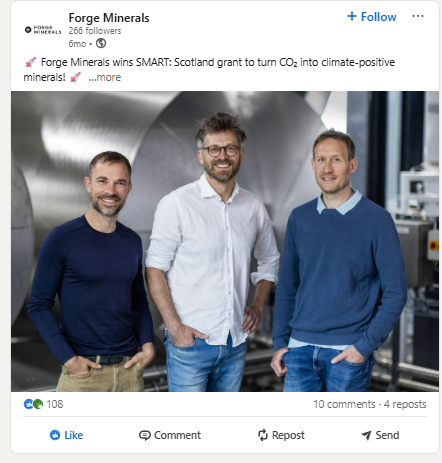 FORGE
MINERALS
Forge Minerals
266 followers
6mo •
+ Follow
...
🚀 Forge Minerals wins SMART: Scotland grant to turn CO₂ into climate-positive
minerals! 🚀 ...more
108
10 comments · 4 reposts
Like
Comment
Repost
Send